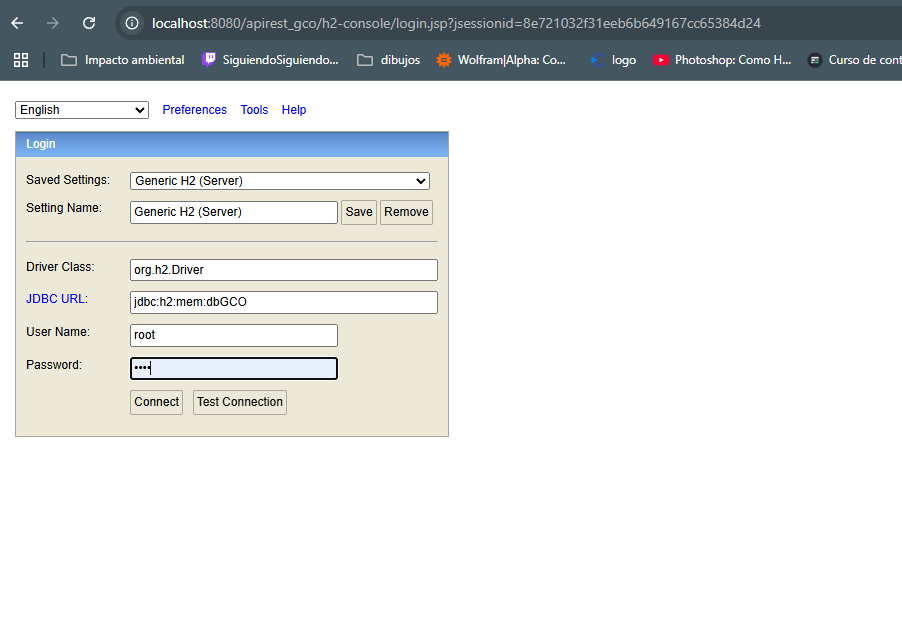 localhost:8080/apirest_gco/h2-console/login.jsp?jsessionid=8e721032f31eeb6b649167cc65384d24
Impacto ambiental SiguiendoSiguiendo... dibujos Wolfram|Alpha: Co... logo Photoshop: Como H... Curso de cont
English Preferences Tools Help
Login
Saved Settings: Generic H2 (Server)
Setting Name: Generic H2 (Server) Save Remove
Driver Class: org.h2.Driver
JDBC URL: jdbc:h2:mem:dbGCO
User Name: root
Password: ••••
Connect Test Connection